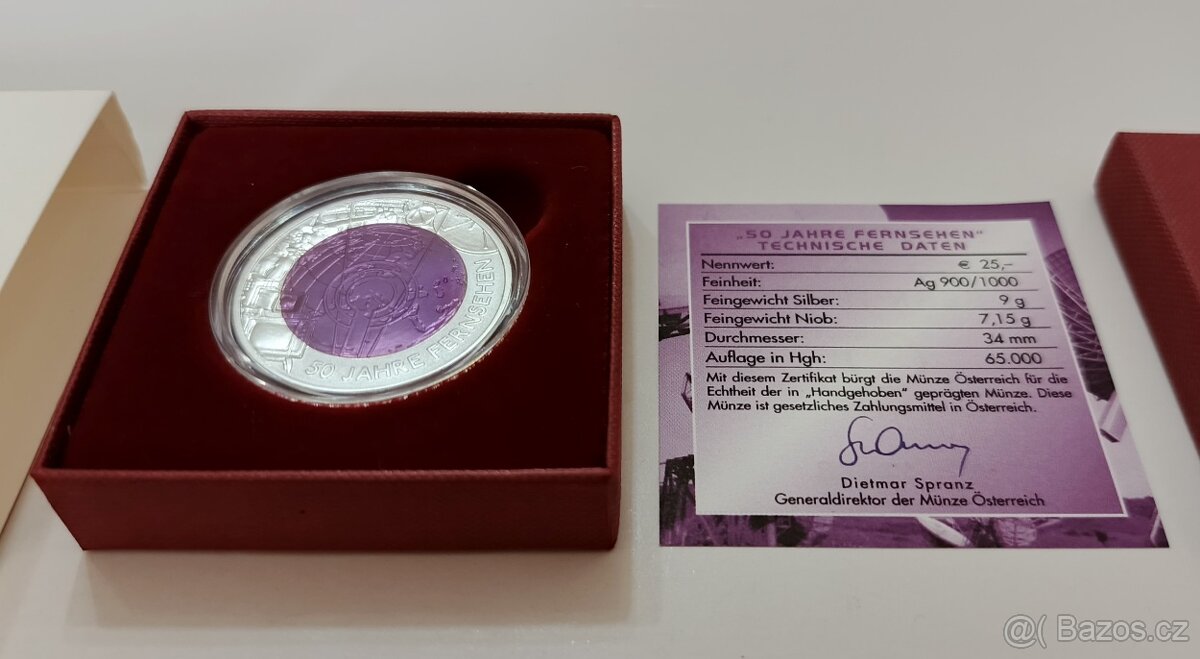 50 JAHRE FERNSEHEN
„50 JAHRE FERNSEHEN"
TECHNISCHE DATEN
Nennwert: € 25,–
Feinheit: Ag 900/1000
Feingewicht Silber: 9 g
Feingewicht Niob: 7,15 g
Durchmesser: 34 mm
Auflage in Hgh: 65.000
Mit diesem Zertifikat bürgt die Münze Österreich für die
Echtheit der in „Handgehoben" geprägten Münze. Diese
Münze ist gesetzliches Zahlungsmittel in Österreich.
Dietmar Spranz
Generaldirektor der Münze Österreich
@( Bazos.cz